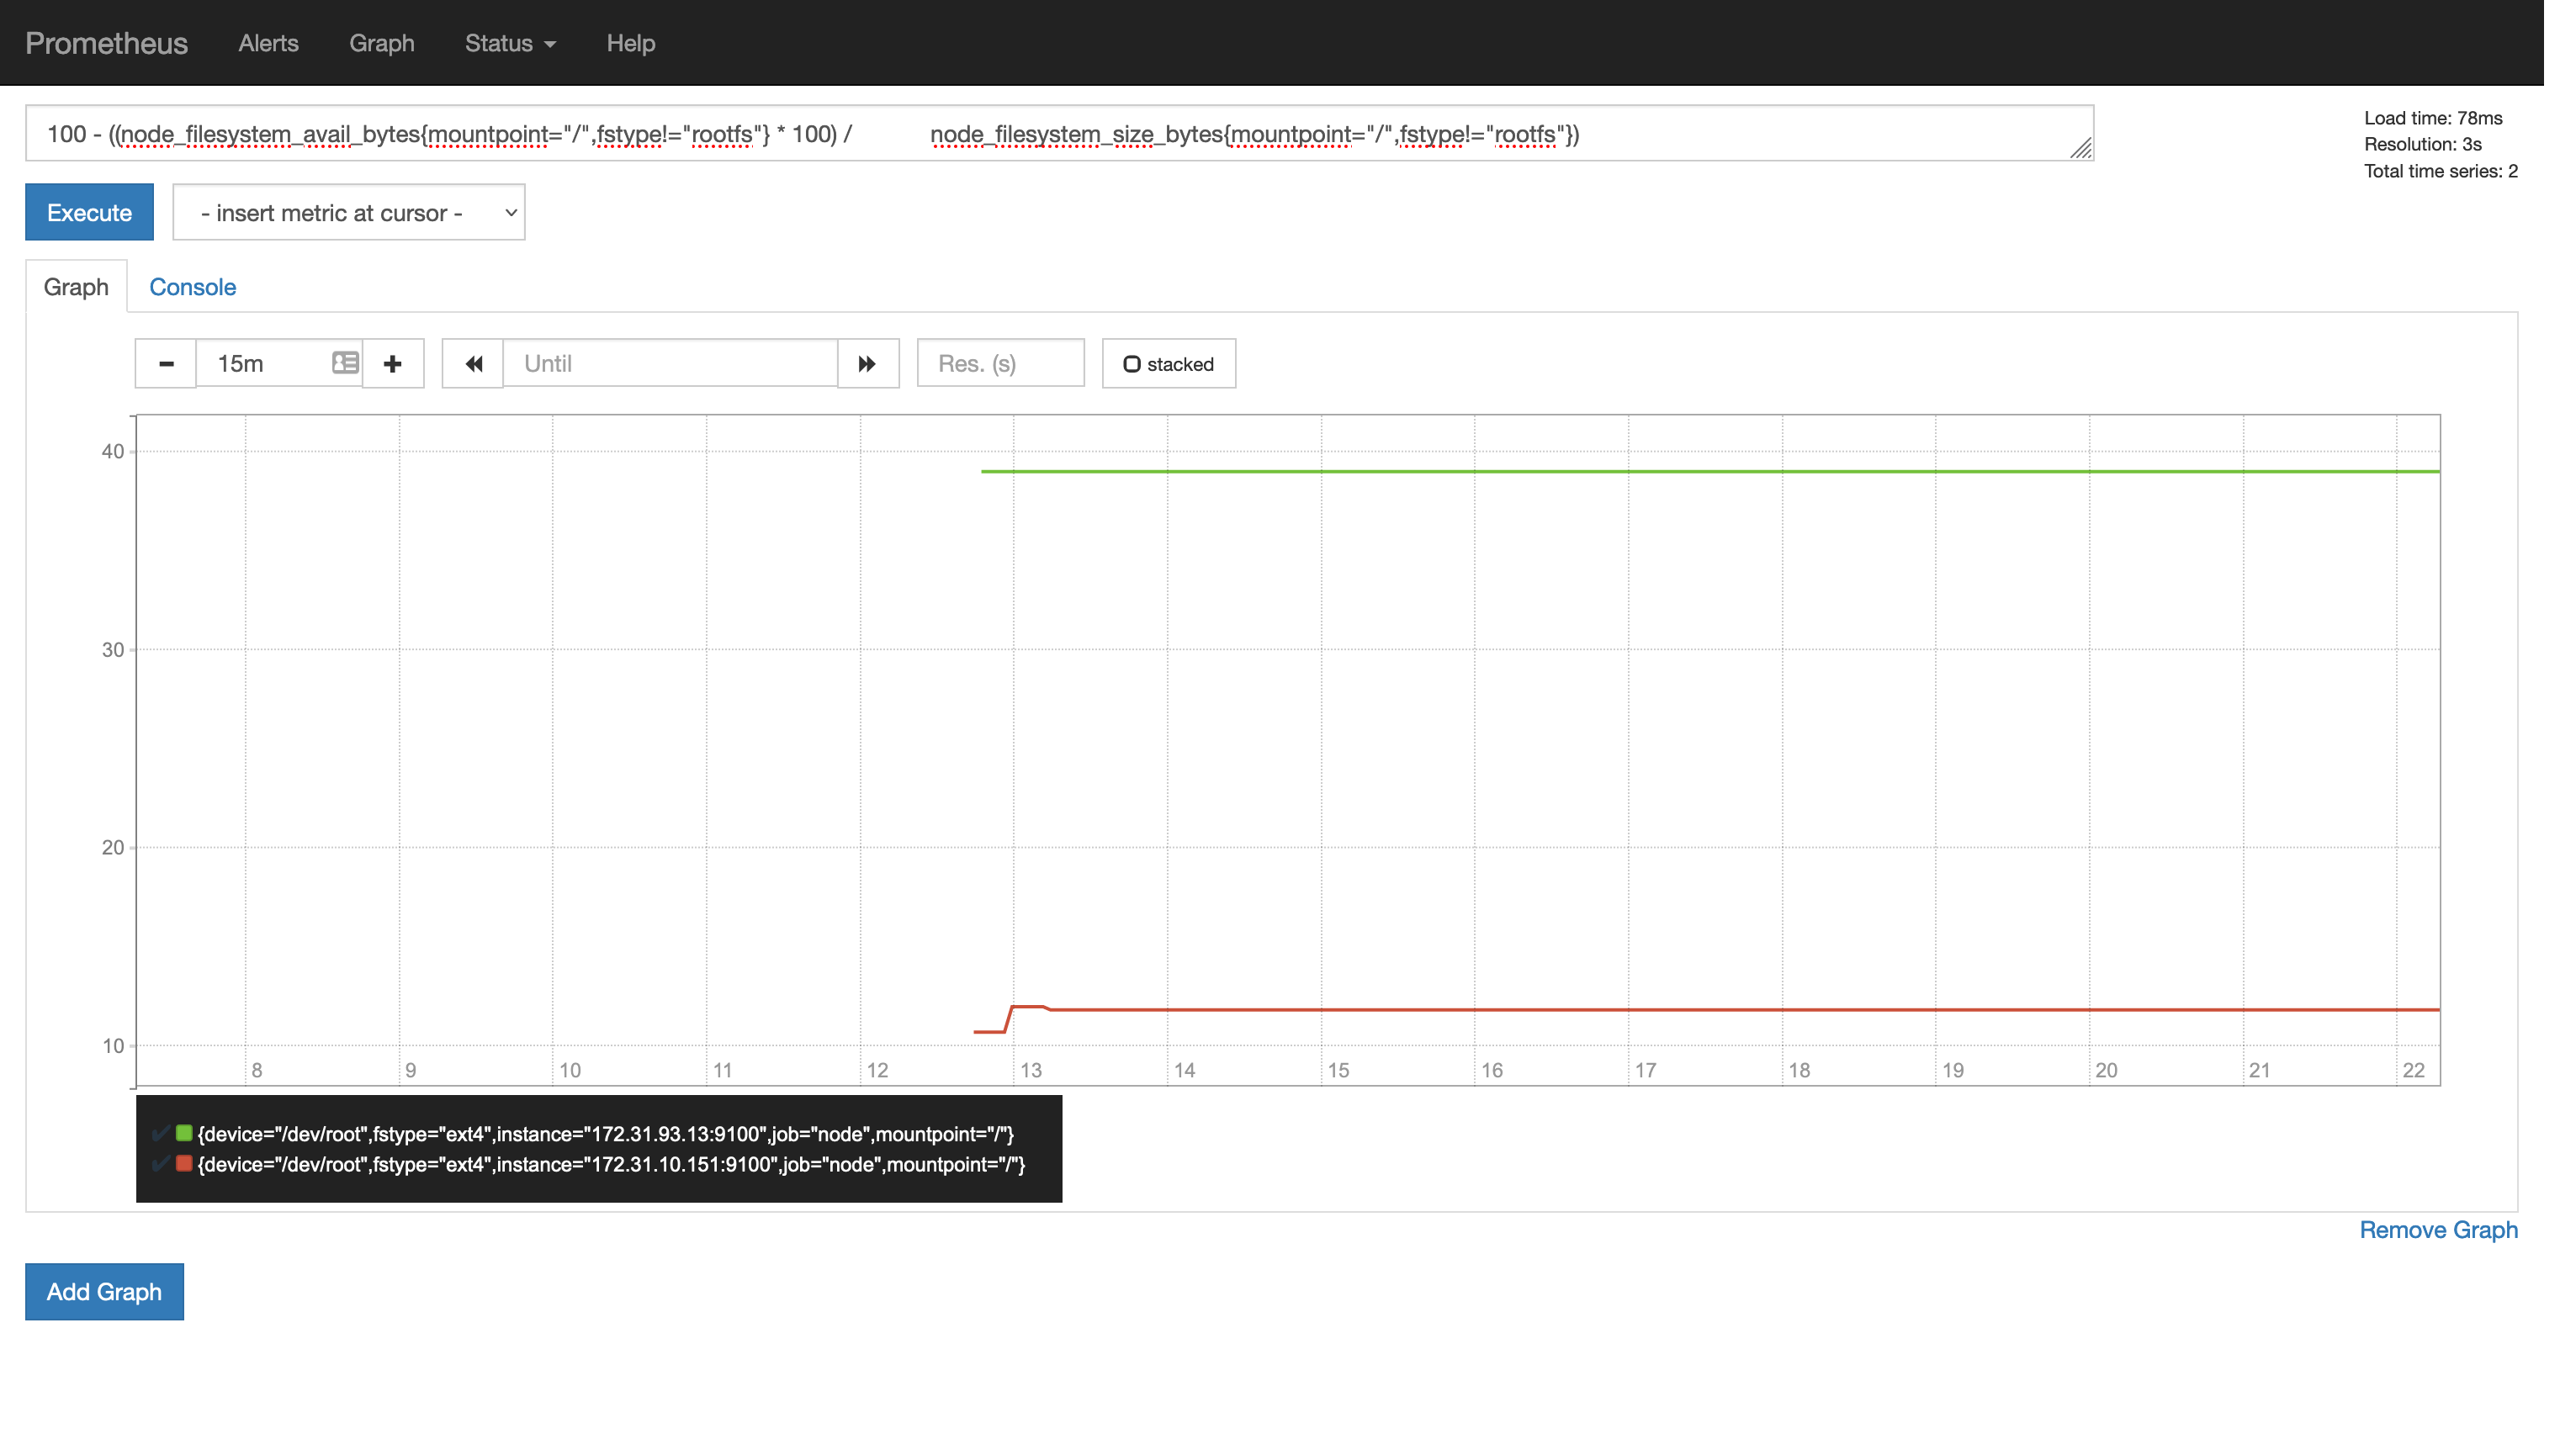 Prometheus Alerts Graph Status Help
100 - ((node_filesystem_avail_bytes{mountpoint="/",fstype!="rootfs"} * 100) / node_filesystem_size_bytes{mountpoint="/",fstype!="rootfs"})
Load time: 78ms
Resolution: 3s
Total time series: 2
Execute - insert metric at cursor -
Graph Console
15m Until Res. (s) stacked
40
30
20
10
8 9 10 11 12 13 14 15 16 17 18 19 20 21 22
{device="/dev/root",fstype="ext4",instance="172.31.93.13:9100",job="node",mountpoint="/"}
{device="/dev/root",fstype="ext4",instance="172.31.10.151:9100",job="node",mountpoint="/"}
Remove Graph
Add Graph